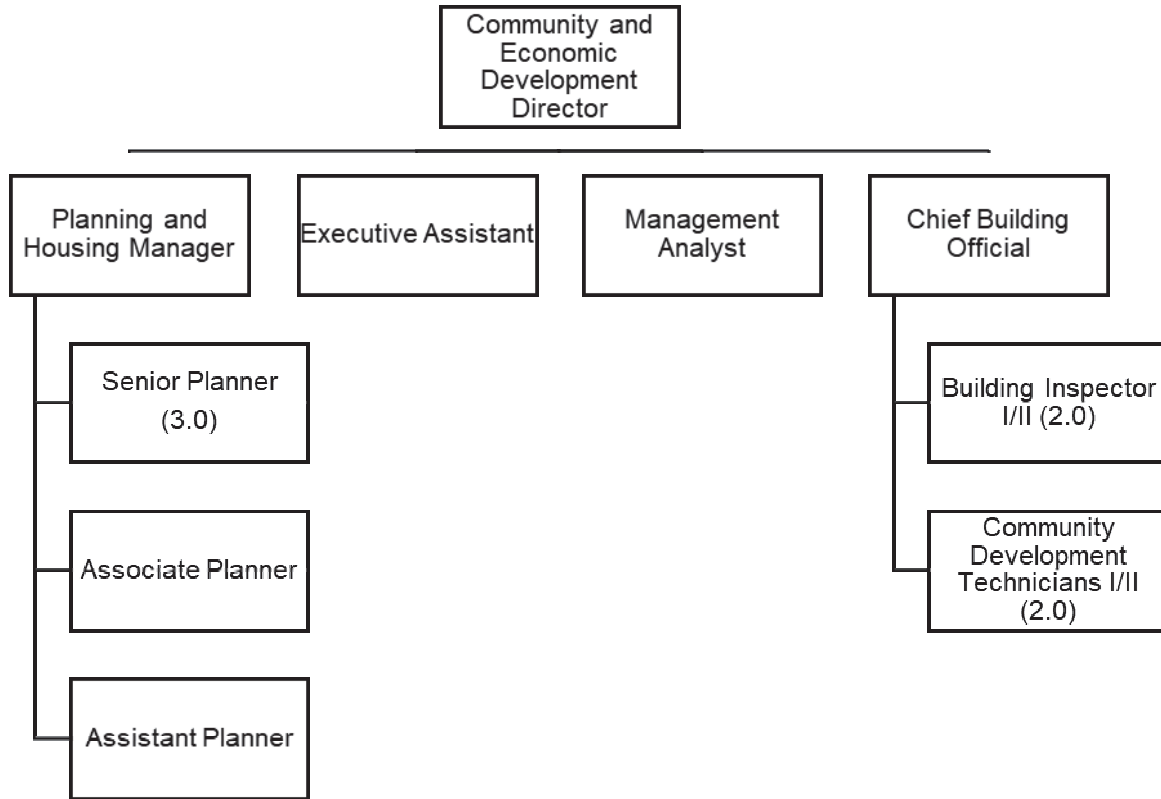 Community and
Economic
Development
Director
Planning and
Housing Manager
Executive Assistant
Management
Analyst
Chief Building
Official
Senior Planner
(3.0)
Associate Planner
Assistant Planner
Building Inspector
I/II (2.0)
Community
Development
Technicians I/II
(2.0)